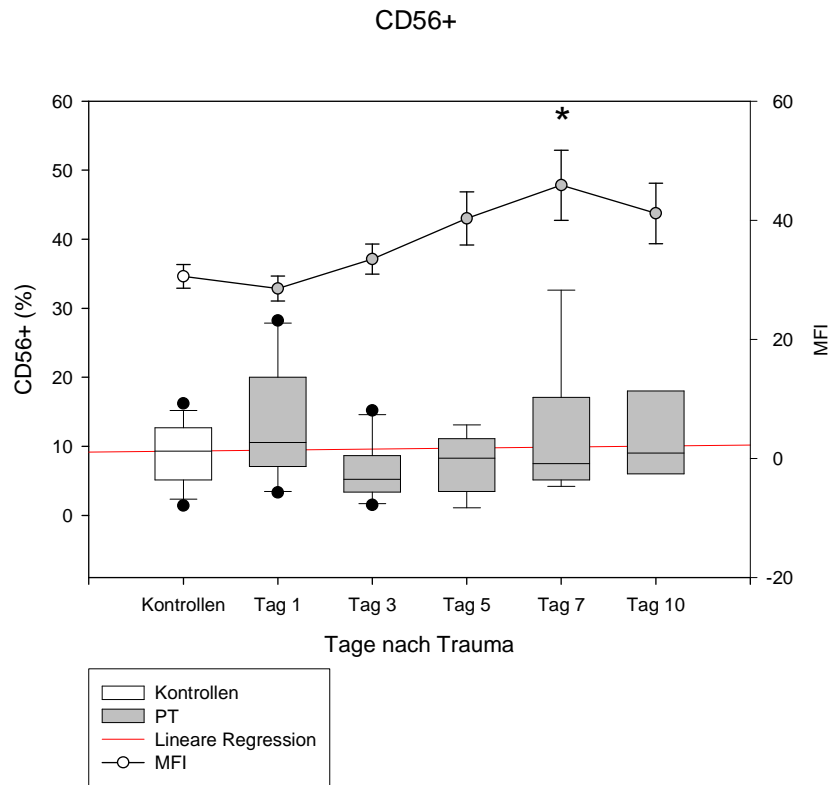 CD56+
*
60
50
40
30
20
10
0
CD56+ (%)
60
40
20
0
-20
MFI
Kontrollen Tag 1 Tag 3 Tag 5 Tag 7 Tag 10
Tage nach Trauma
Kontrollen
PT
Lineare Regression
MFI